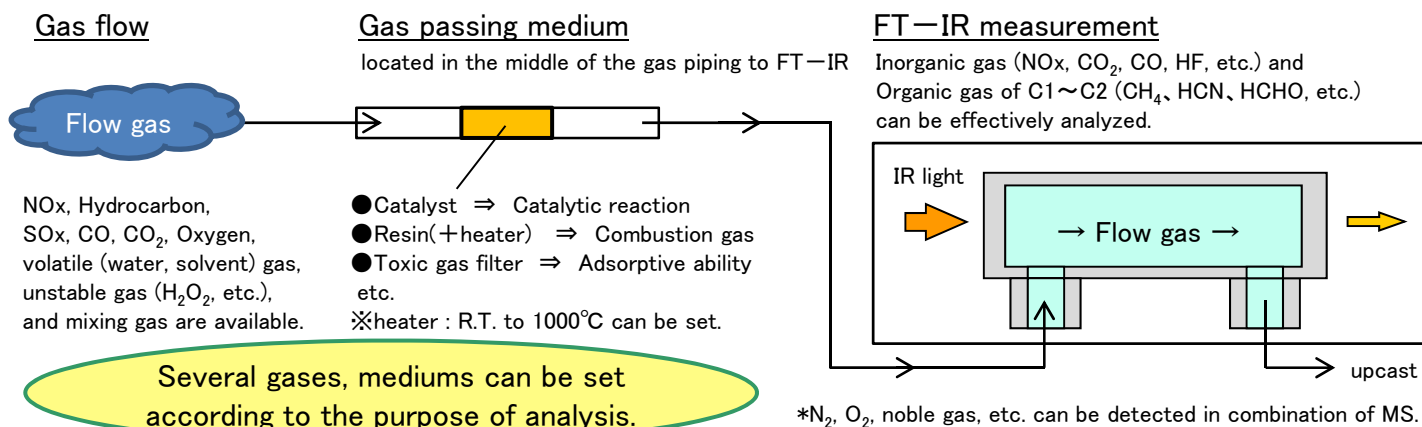 Gas flow
Flow gas
NOx, Hydrocarbon,
SOx, CO, CO₂, Oxygen,
volatile (water, solvent) gas,
unstable gas (H₂O₂, etc.),
and mixing gas are available.
Gas passing medium
located in the middle of the gas piping to FT－IR
●Catalyst ⇒ Catalytic reaction
●Resin(＋heater) ⇒ Combustion gas
●Toxic gas filter ⇒ Adsorptive ability
etc.
※heater : R.T. to 1000℃ can be set.
Several gases, mediums can be set
according to the purpose of analysis.
FT－IR measurement
Inorganic gas (NOx, CO₂, CO, HF, etc.) and
Organic gas of C1～C2 (CH₄、HCN、HCHO, etc.)
can be effectively analyzed.
IR light
→ Flow gas →
upcast
*N₂, O₂, noble gas, etc. can be detected in combination of MS.